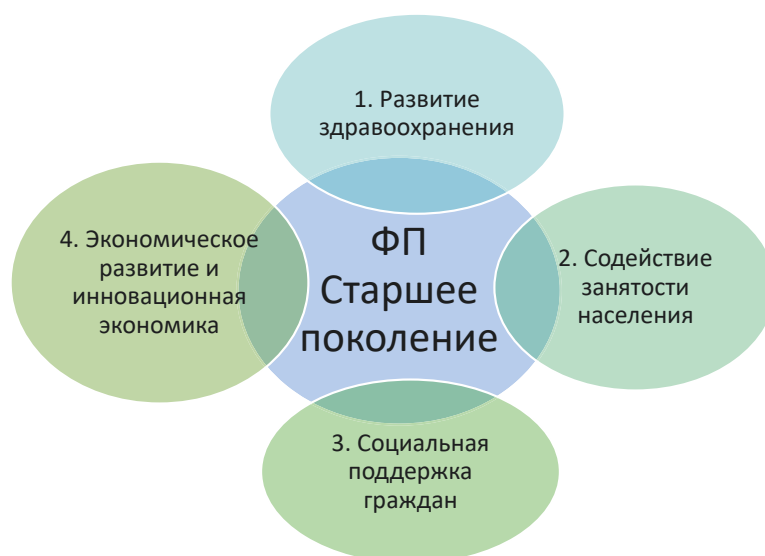 1. Развитие
здравоохранения
ФП
Старшее
поколение
2. Содействие
занятости
населения
3. Социальная
поддержка
граждан
4. Экономическое
развитие и
инновационная
экономика